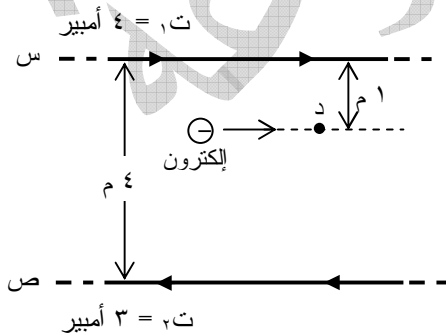 ت١ = ٤ أمبير
س
١ م
د
إلكترون
٤ م
ص
ت٢ = ٣ أمبير